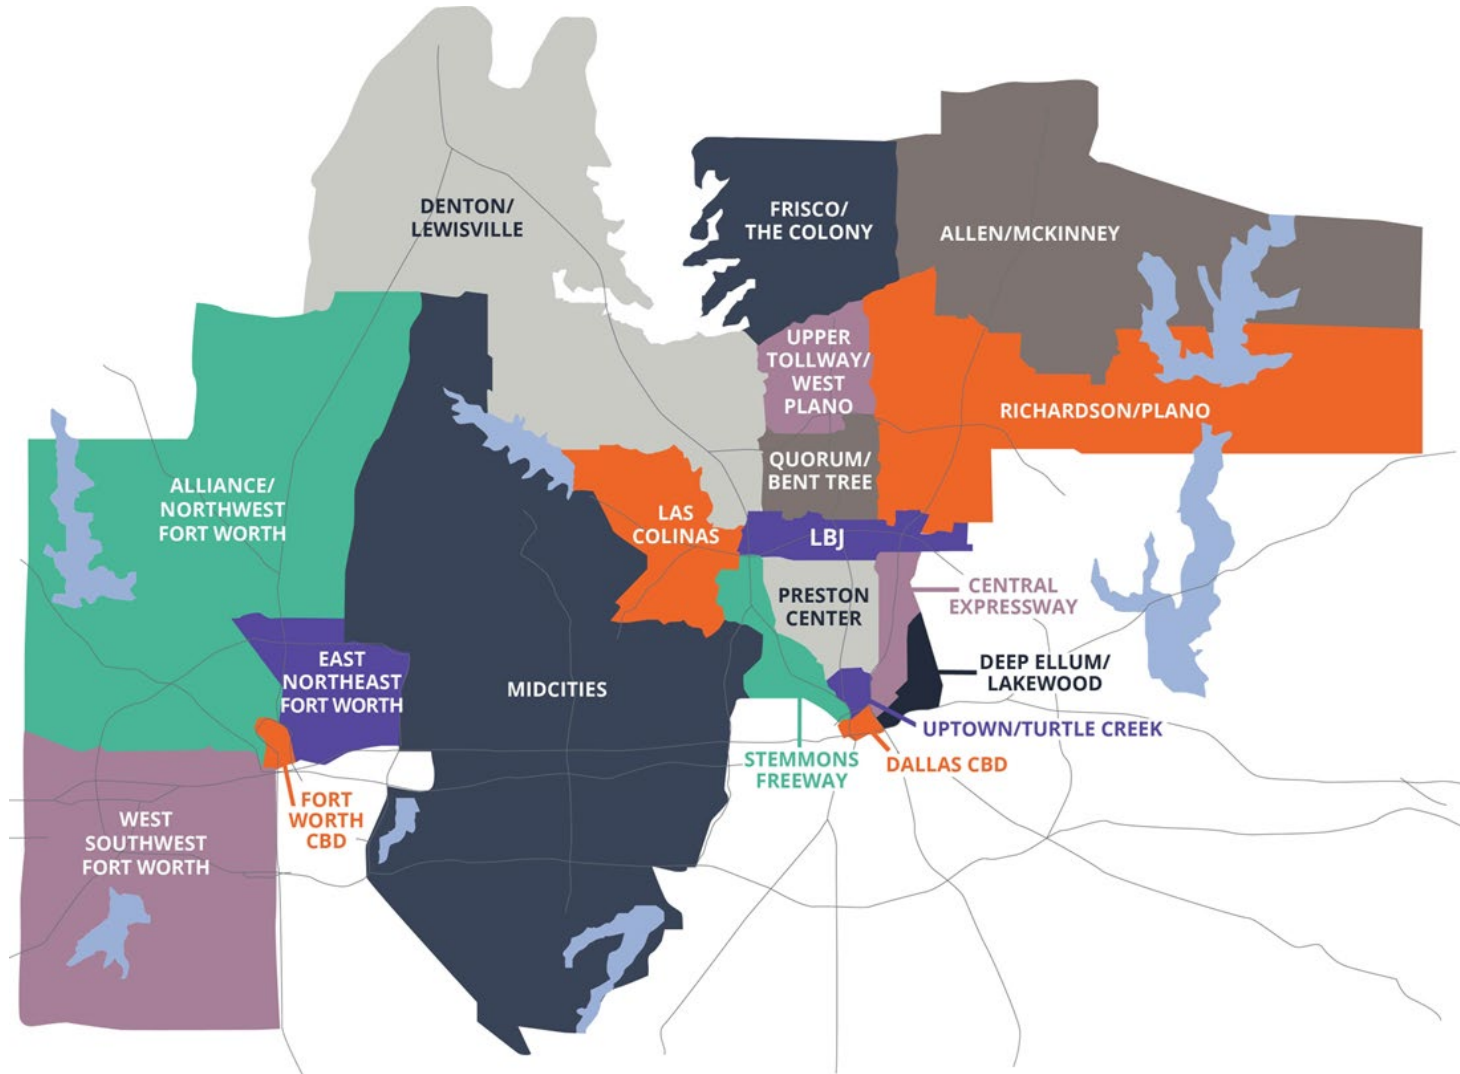 DENTON/
LEWISVILLE
FRISCO/
THE COLONY
ALLEN/MCKINNEY
UPPER
TOLLWAY/
WEST
PLANO
RICHARDSON/PLANO
QUORUM/
BENT TREE
ALLIANCE/
NORTHWEST
FORT WORTH
LAS
COLINAS
LBJ
PRESTON
CENTER
CENTRAL
EXPRESSWAY
EAST
NORTHEAST
FORT WORTH
MIDCITIES
DEEP ELLUM/
LAKEWOOD
UPTOWN/TURTLE CREEK
STEMMONS
FREEWAY
DALLAS CBD
FORT
WORTH
CBD
WEST
SOUTHWEST
FORT WORTH